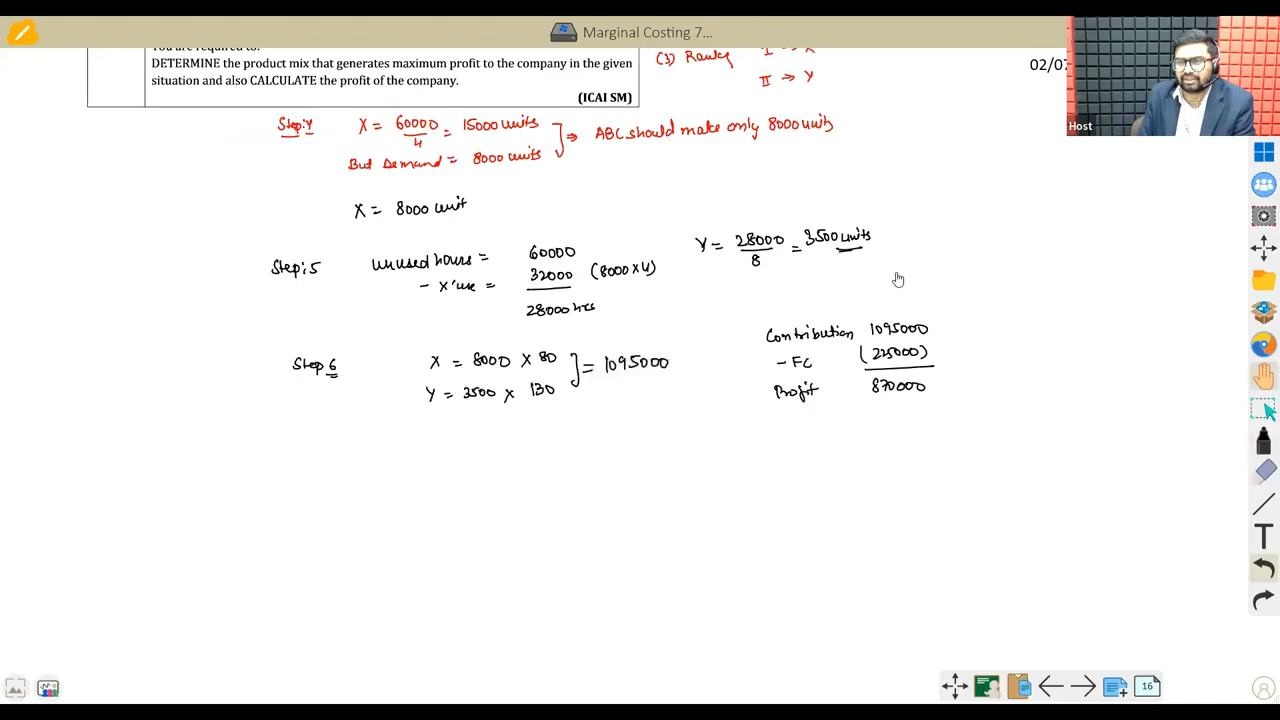 Marginal Costing 7...
You are required to:
DETERMINE the product mix that generates maximum profit to the company in the given
situation and also CALCULATE the profit of the company.
(ICAI SM)
(3) Ranking I => X
II => Y
02/07
Host
Step:4 X = 60000/4 = 15000 units
But Demand = 8000 units
=> ABC should make only 8000 units
X = 8000 unit
Step:5 unused hours = 60000
- X'use = 32000 (8000 x 4)
28000 hrs
Y = 28000/8 = 3500 units
Step 6 X = 8000 x 80
Y = 3500 x 130
= 1095000
Contribution 1095000
- FC (225000)
Profit 870000
T
16